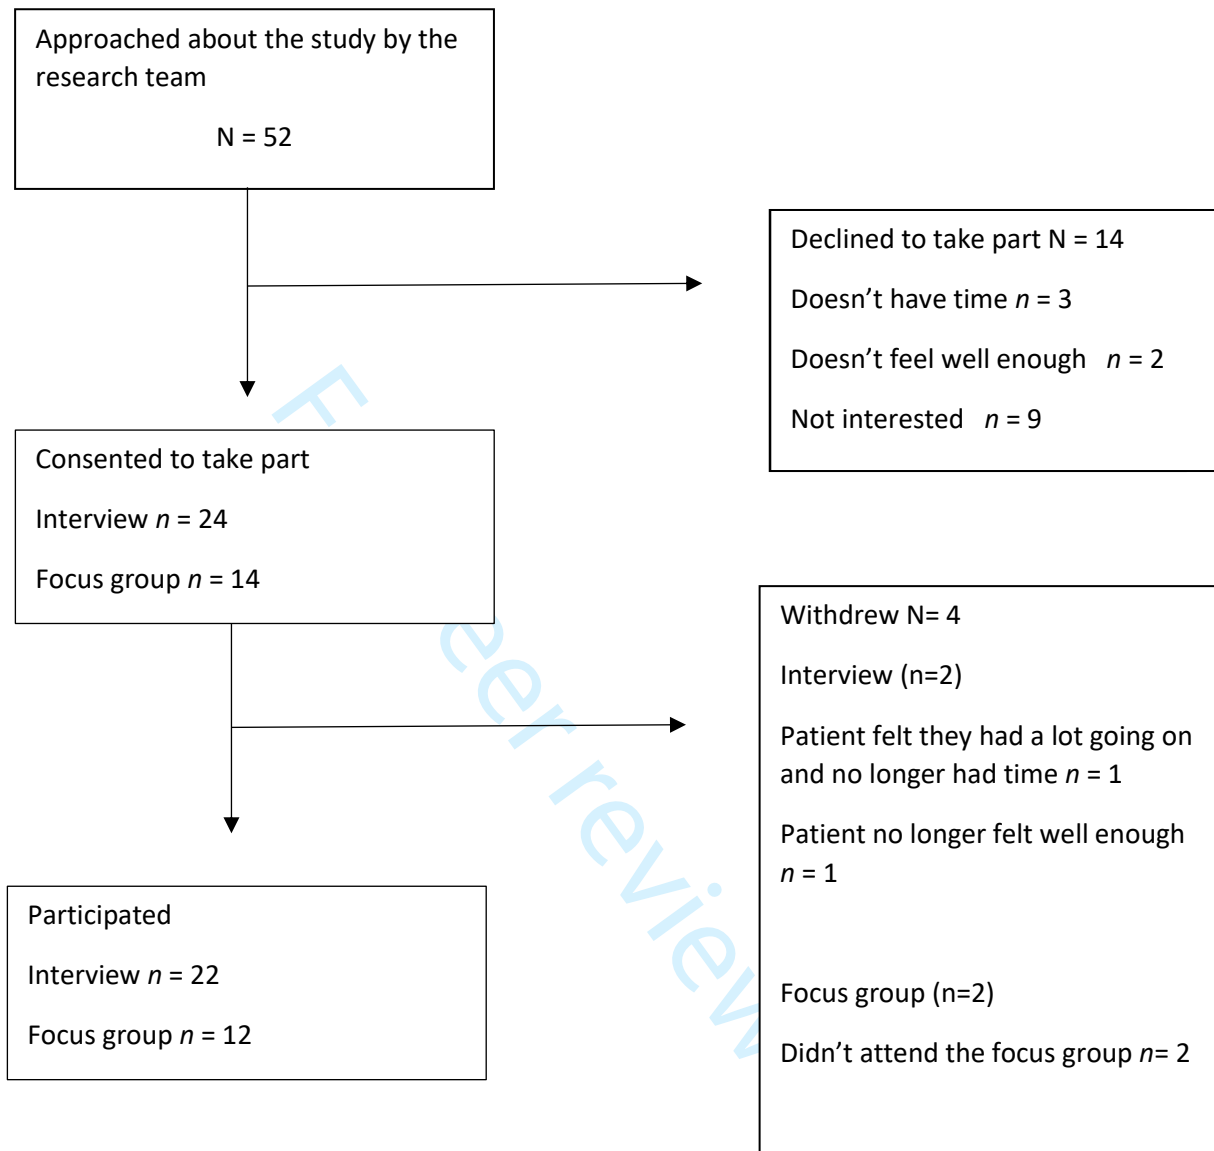 Approached about the study by the
research team
N = 52
Declined to take part N = 14
Doesn’t have time n = 3
Doesn’t feel well enough n = 2
Not interested n = 9
Consented to take part
Interview n = 24
Focus group n = 14
Withdrew N= 4
Interview (n=2)
Patient felt they had a lot going on
and no longer had time n = 1
Patient no longer felt well enough
n = 1
Focus group (n=2)
Didn’t attend the focus group n= 2
Participated
Interview n = 22
Focus group n = 12
F eer review